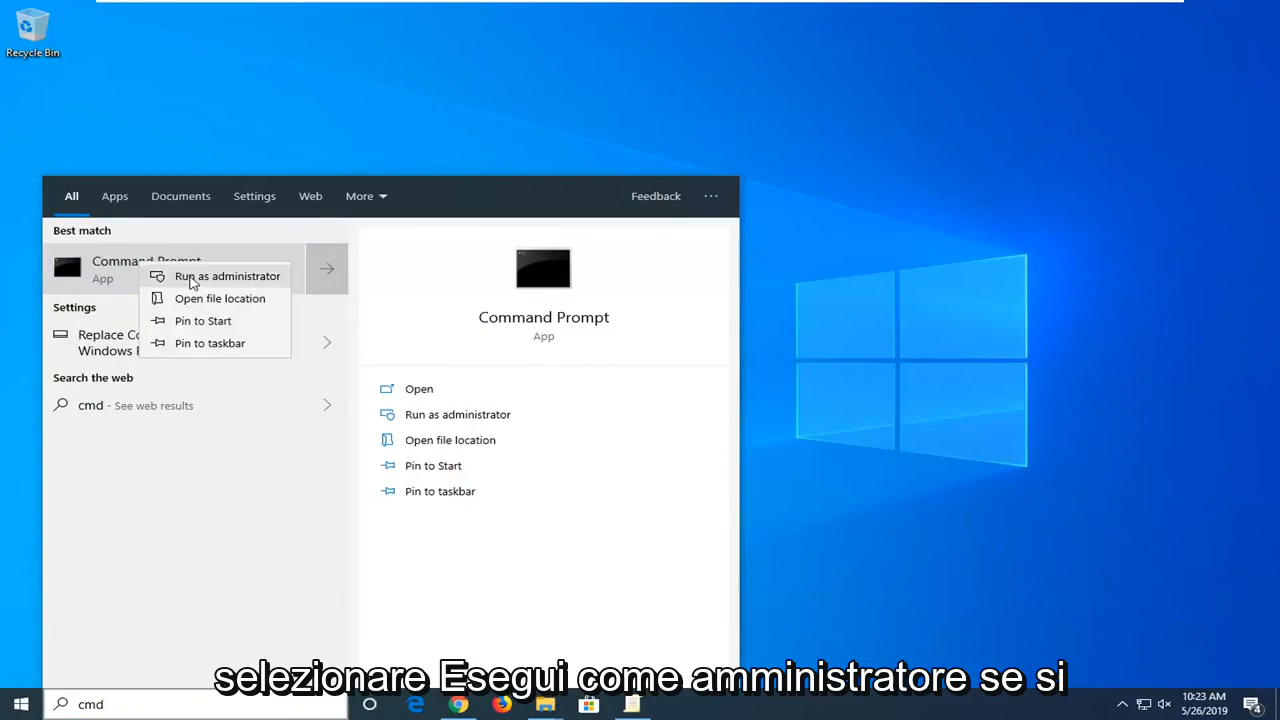 Recycle Bin
All Apps Documents Settings Web More Feedback ...
Best match
Command Prompt
App
Run as administrator
Open file location
Pin to Start
Pin to taskbar
Settings
Replace
Windows
Search the web
cmd - See web results
Command Prompt
App
Open
Run as administrator
Open file location
Pin to Start
Pin to taskbar
selezionare Esegui come amministratore se si
cmd
10:23 AM
5/26/2019
4